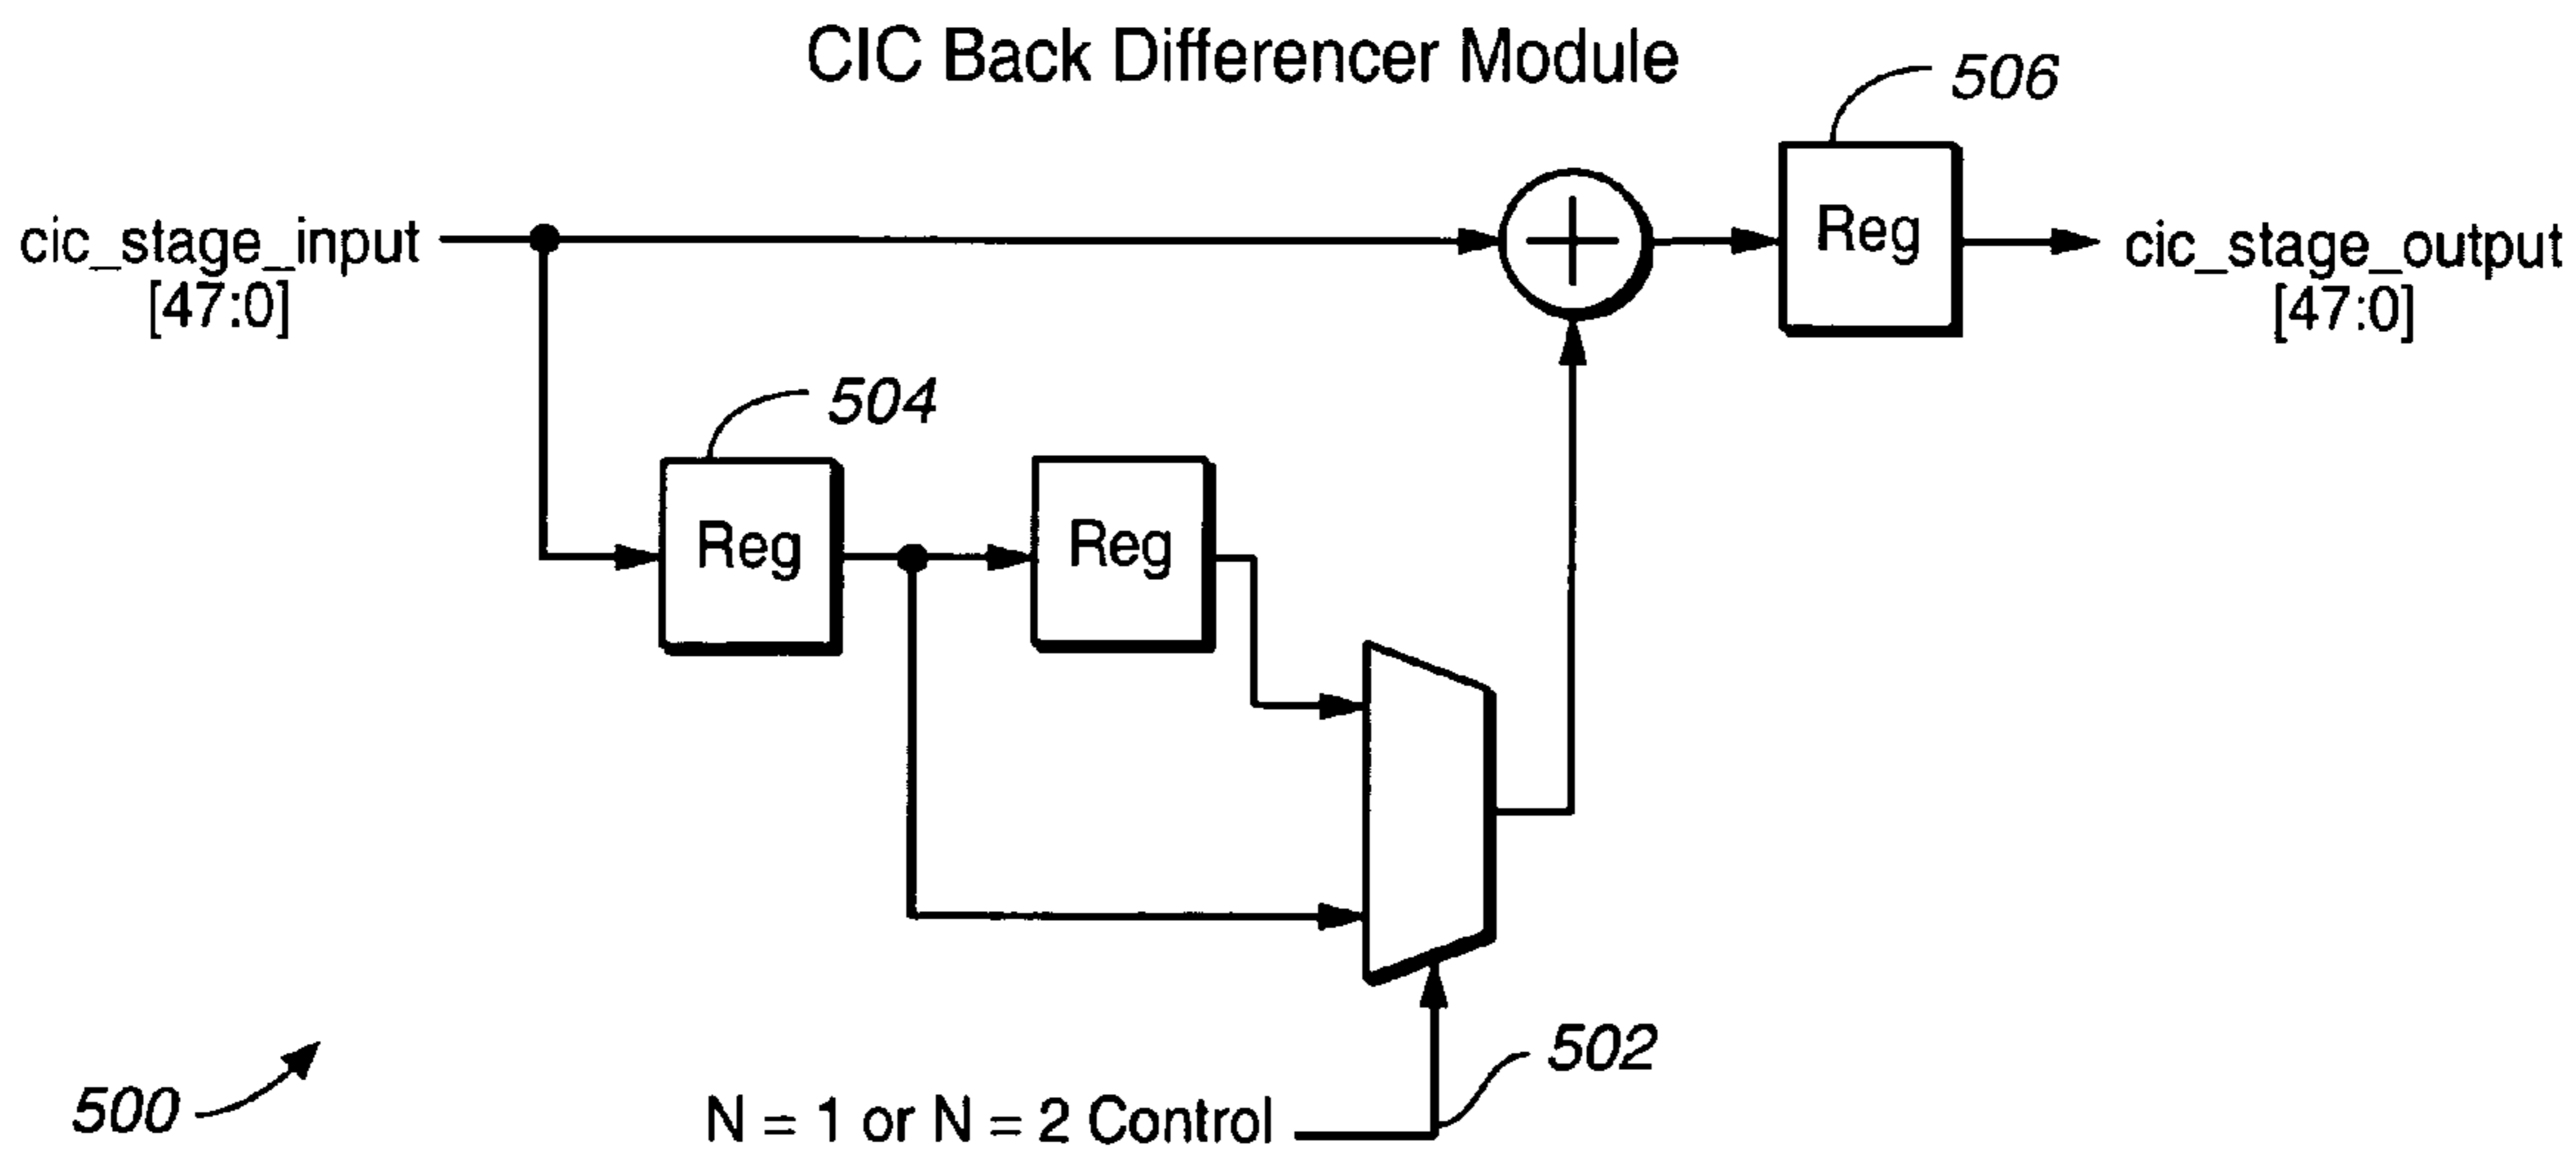 CIC Back Differencer Module
506
cic_stage_input
[47:0]
+
Reg
cic_stage_output
[47:0]
504
Reg
Reg
502
500
N = 1 or N = 2 Control